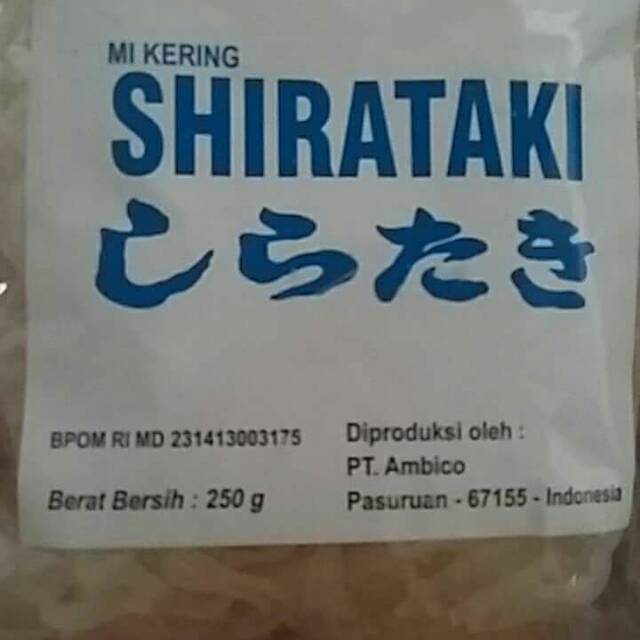 MI KERING
SHIRATAKI
しらたき
BPOM RI MD 231413003175
Berat Bersih : 250 g
Diproduksi oleh :
PT. Ambico
Pasuruan - 67155 - Indonesia